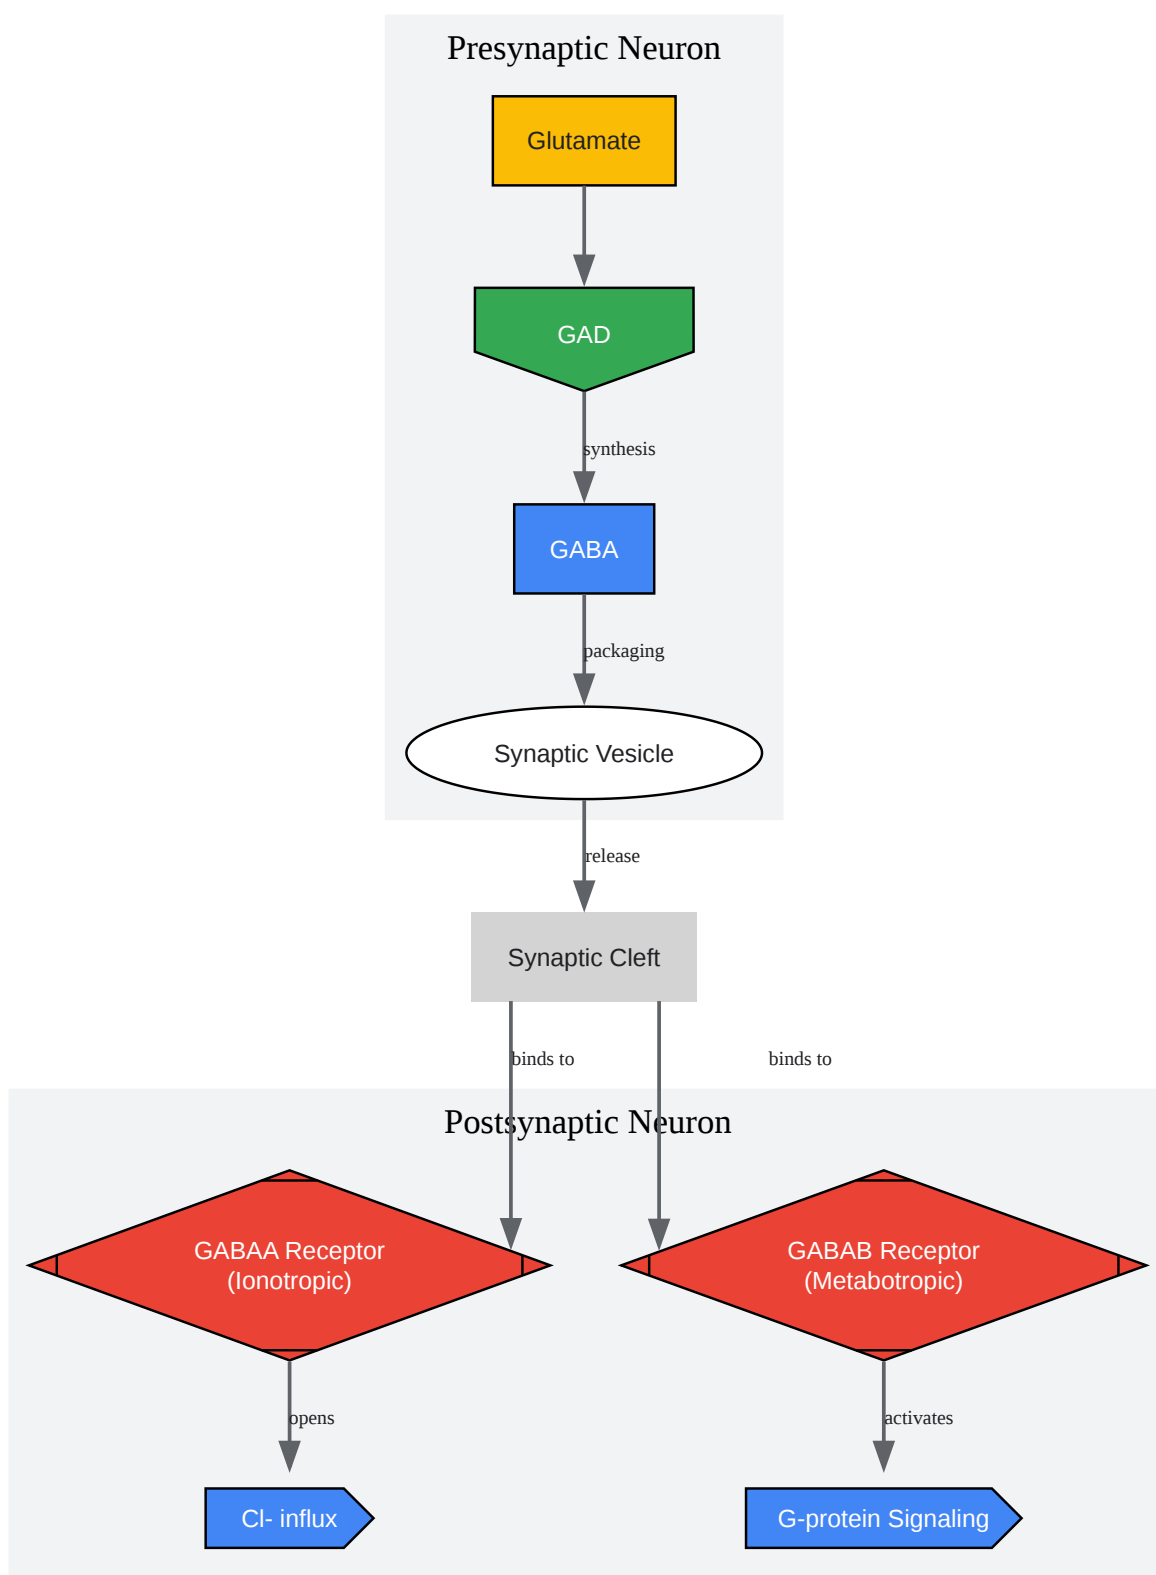 Presynaptic Neuron
Glutamate
GAD
synthesis
GABA
packaging
Synaptic Vesicle
release
Synaptic Cleft
binds to
binds to
Postsynaptic Neuron
GABAA Receptor
(Ionotropic)
GABAB Receptor
(Metabotropic)
opens
activates
Cl- influx
G-protein Signaling